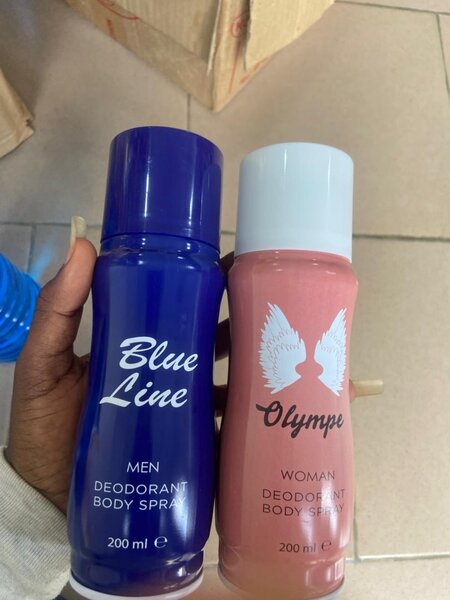 Blue
Line
MEN
DEODORANT
BODY SPRAY
200 ml ℮
Olympe
WOMAN
DEODORANT
BODY SPRAY
200 ml ℮